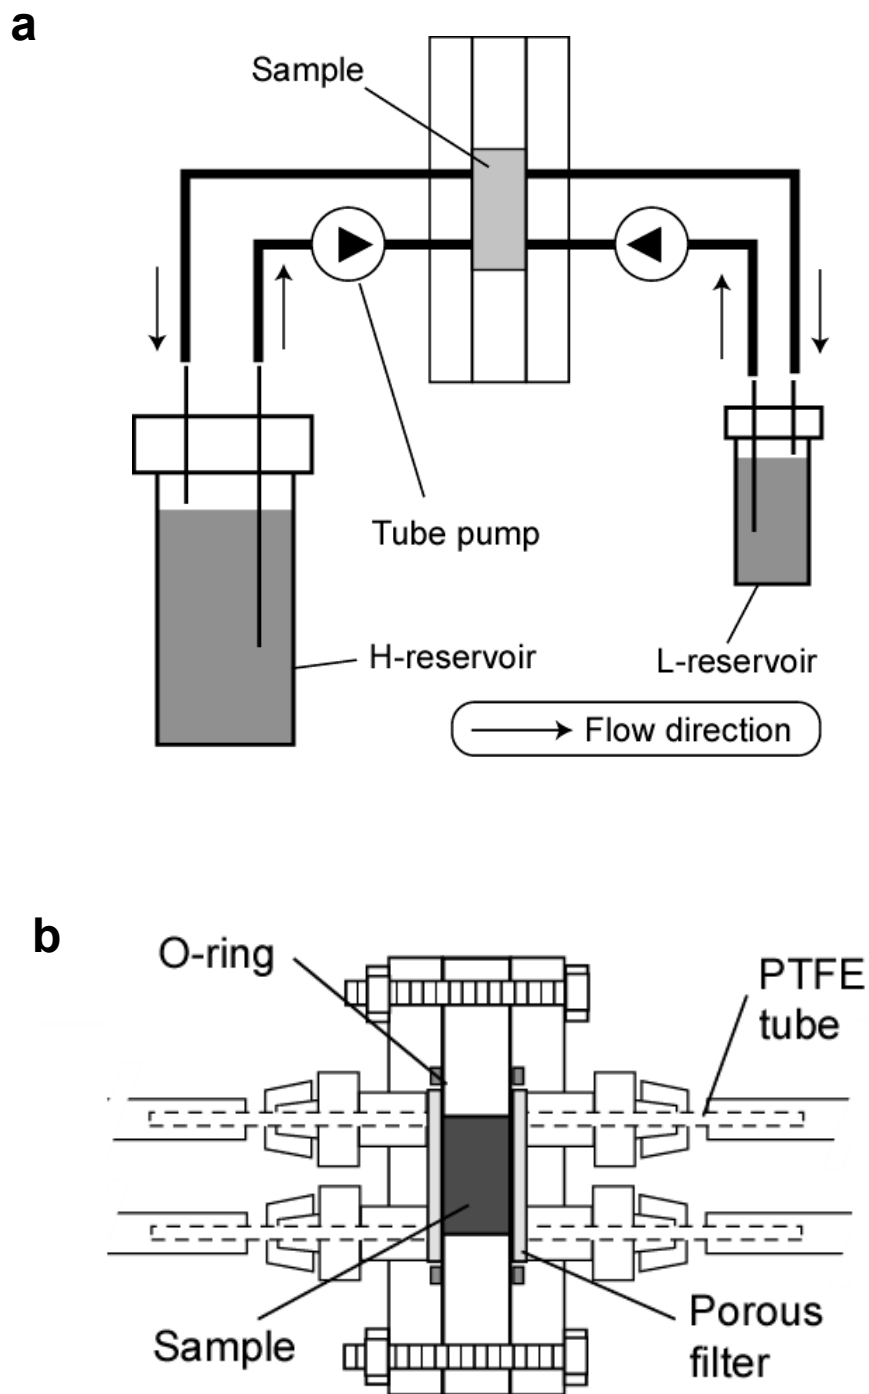 a
Sample
Tube pump
H-reservoir
L-reservoir
Flow direction
b
O-ring
PTFE
tube
Sample
Porous
filter